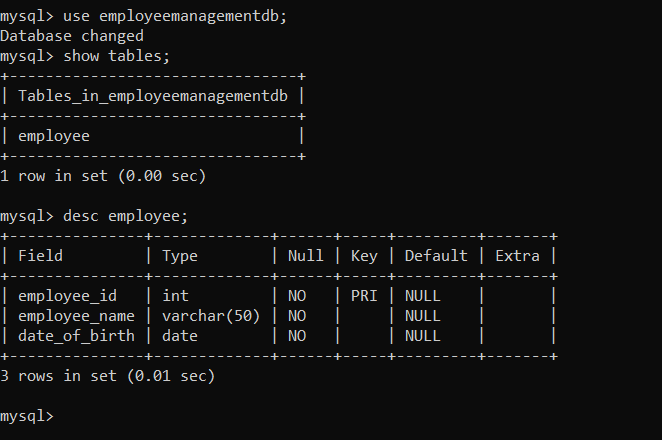 mysql> use employeemanagementdb;
Database changed
mysql> show tables;
+--------------------------------+
| Tables_in_employeemanagementdb |
+--------------------------------+
| employee                       |
+--------------------------------+
1 row in set (0.00 sec)

mysql> desc employee;
+---------------+-------------+------+-----+---------+-------+
| Field         | Type        | Null | Key | Default | Extra |
+---------------+-------------+------+-----+---------+-------+
| employee_id   | int         | NO   | PRI | NULL    |       |
| employee_name | varchar(50) | NO   |     | NULL    |       |
| date_of_birth | date        | NO   |     | NULL    |       |
+---------------+-------------+------+-----+---------+-------+
3 rows in set (0.01 sec)

mysql>